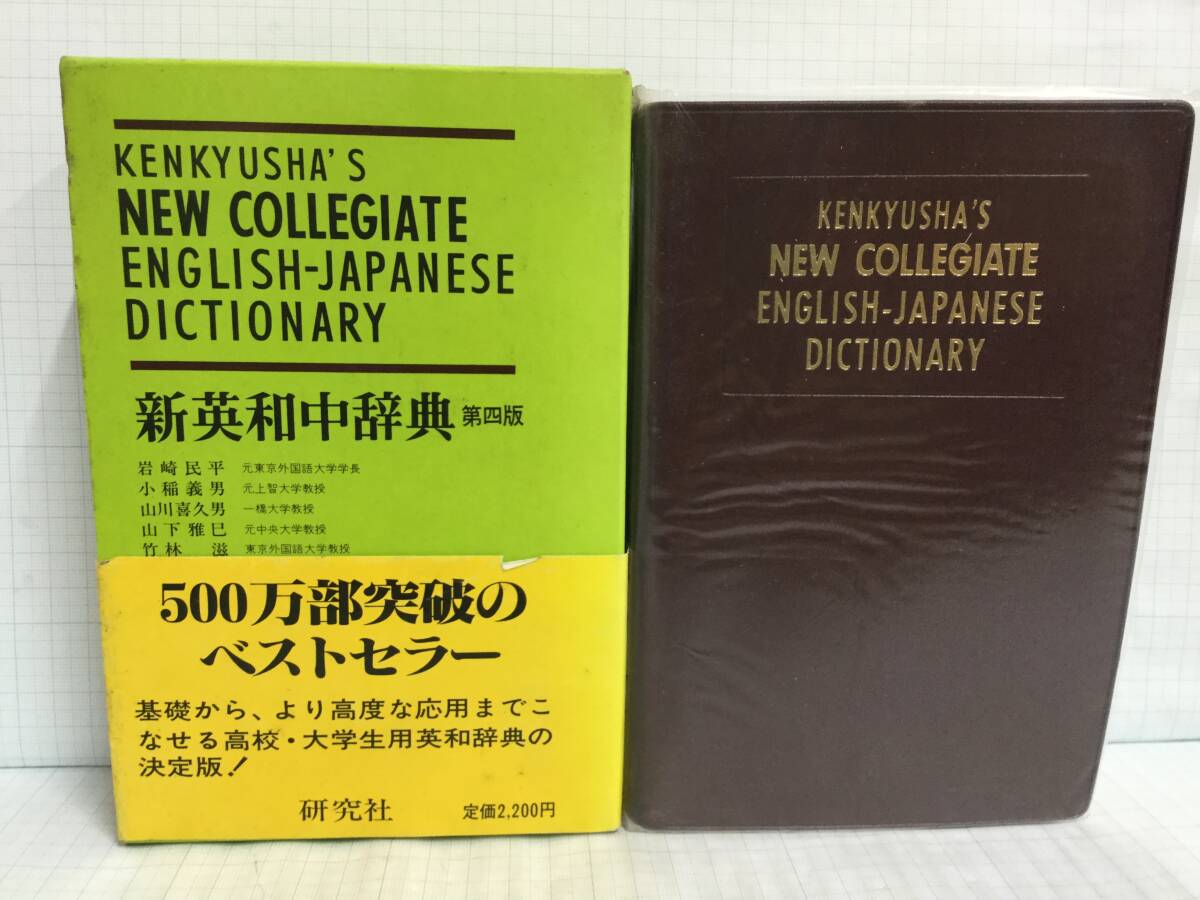 KENKYUSHA'S
NEW COLLEGIATE
ENGLISH-JAPANESE
DICTIONARY
新英和中辞典 第四版
岩崎民平 元東京外国語大学学長
小稲義男 元上智大学教授
山川喜久男 一橋大学教授
山下雅巳 元中央大学教授
竹林 滋 東京外国語大学教授
500万部突破の
ベストセラー
基礎から、より高度な応用までこ
なせる高校・大学生用英和辞典の
決定版!
研究社 定価2,200円
KENKYUSHA'S
NEW COLLEGIATE
ENGLISH-JAPANESE
DICTIONARY